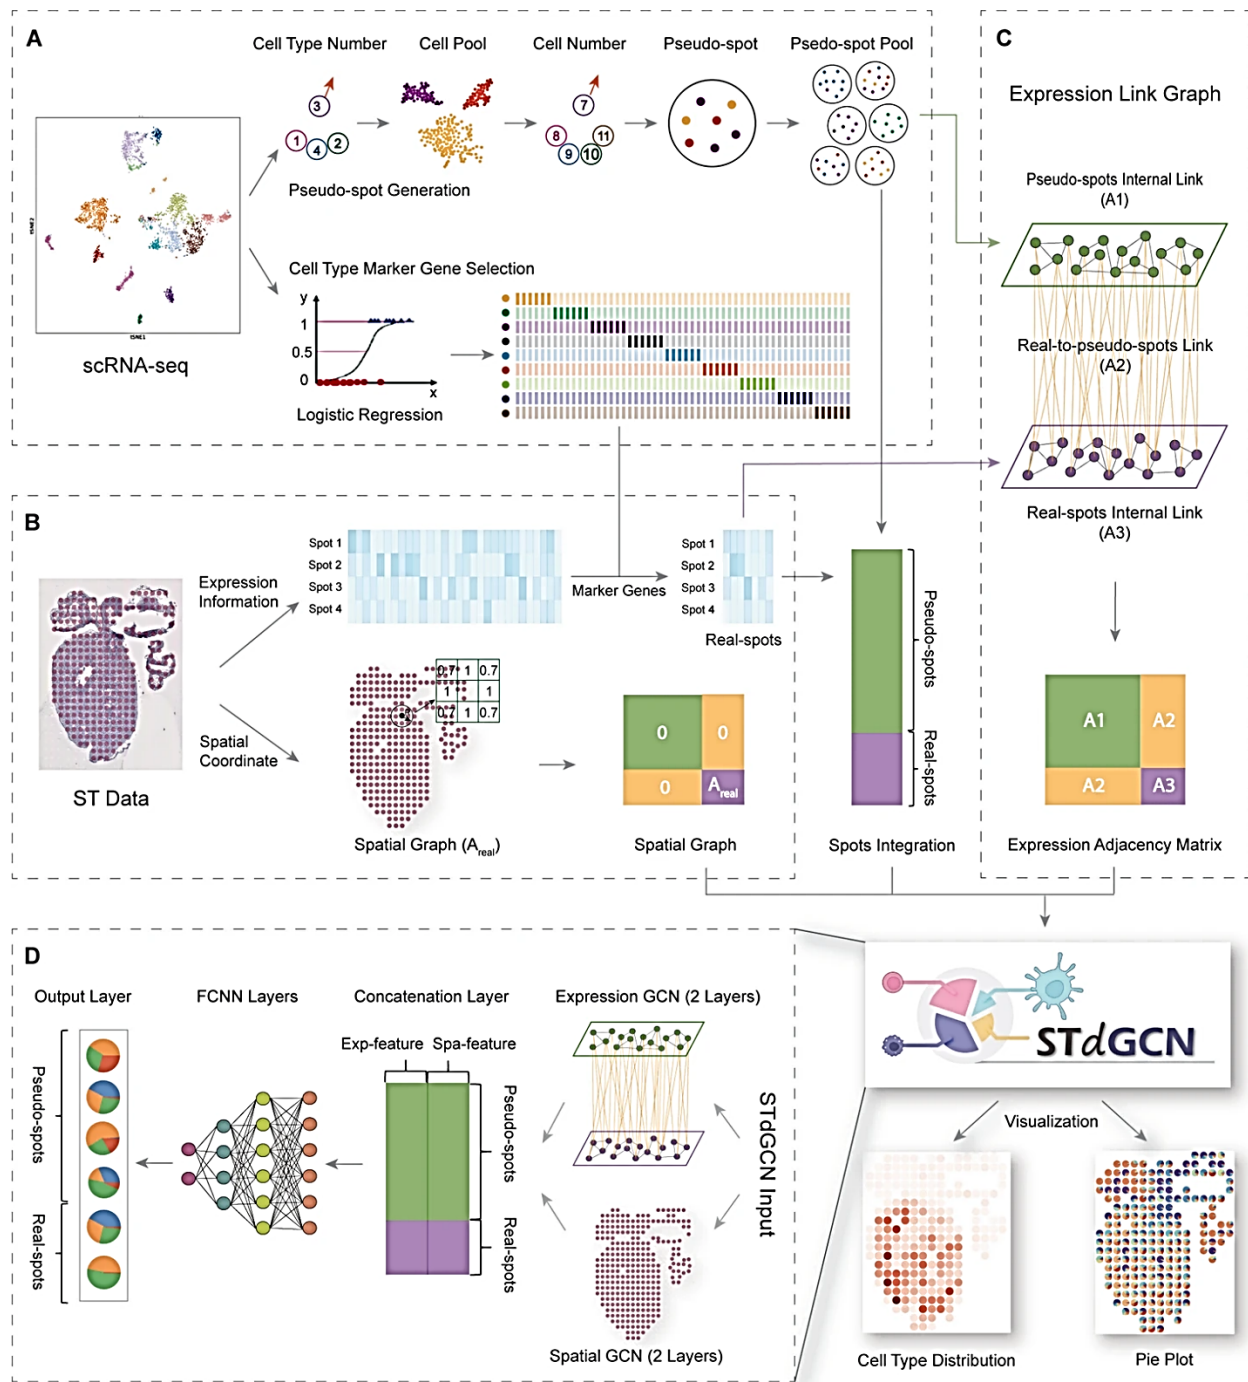 A
Cell Type Number
Cell Pool
Cell Number
Pseudo-spot
Psedo-spot Pool
3
1
4
2
7
8
9
10
11
Pseudo-spot Generation
tSNE2
tSNE1
scRNA-seq
Cell Type Marker Gene Selection
y
1
0.5
0
x
Logistic Regression
C
Expression Link Graph
Pseudo-spots Internal Link
(A1)
Real-to-pseudo-spots Link
(A2)
Real-spots Internal Link
(A3)
A1
A2
A2
A3
Expression Adjacency Matrix
B
Expression
Information
Spatial
Coordinate
ST Data
Spot 1
Spot 2
Spot 3
Spot 4
Marker Genes
Spot 1
Spot 2
Spot 3
Spot 4
Real-spots
0.7 1 0.7
1 1
0.7 1 0.7
Spatial Graph (Areal)
0 0
0 Areal
Spatial Graph
Pseudo-spots
Real-spots
Spots Integration
D
Output Layer
FCNN Layers
Concatenation Layer
Expression GCN (2 Layers)
Exp-feature Spa-feature
Pseudo-spots
Real-spots
Pseudo-spots
Real-spots
STdGCN Input
Spatial GCN (2 Layers)
STdGCN
Visualization
Cell Type Distribution
Pie Plot